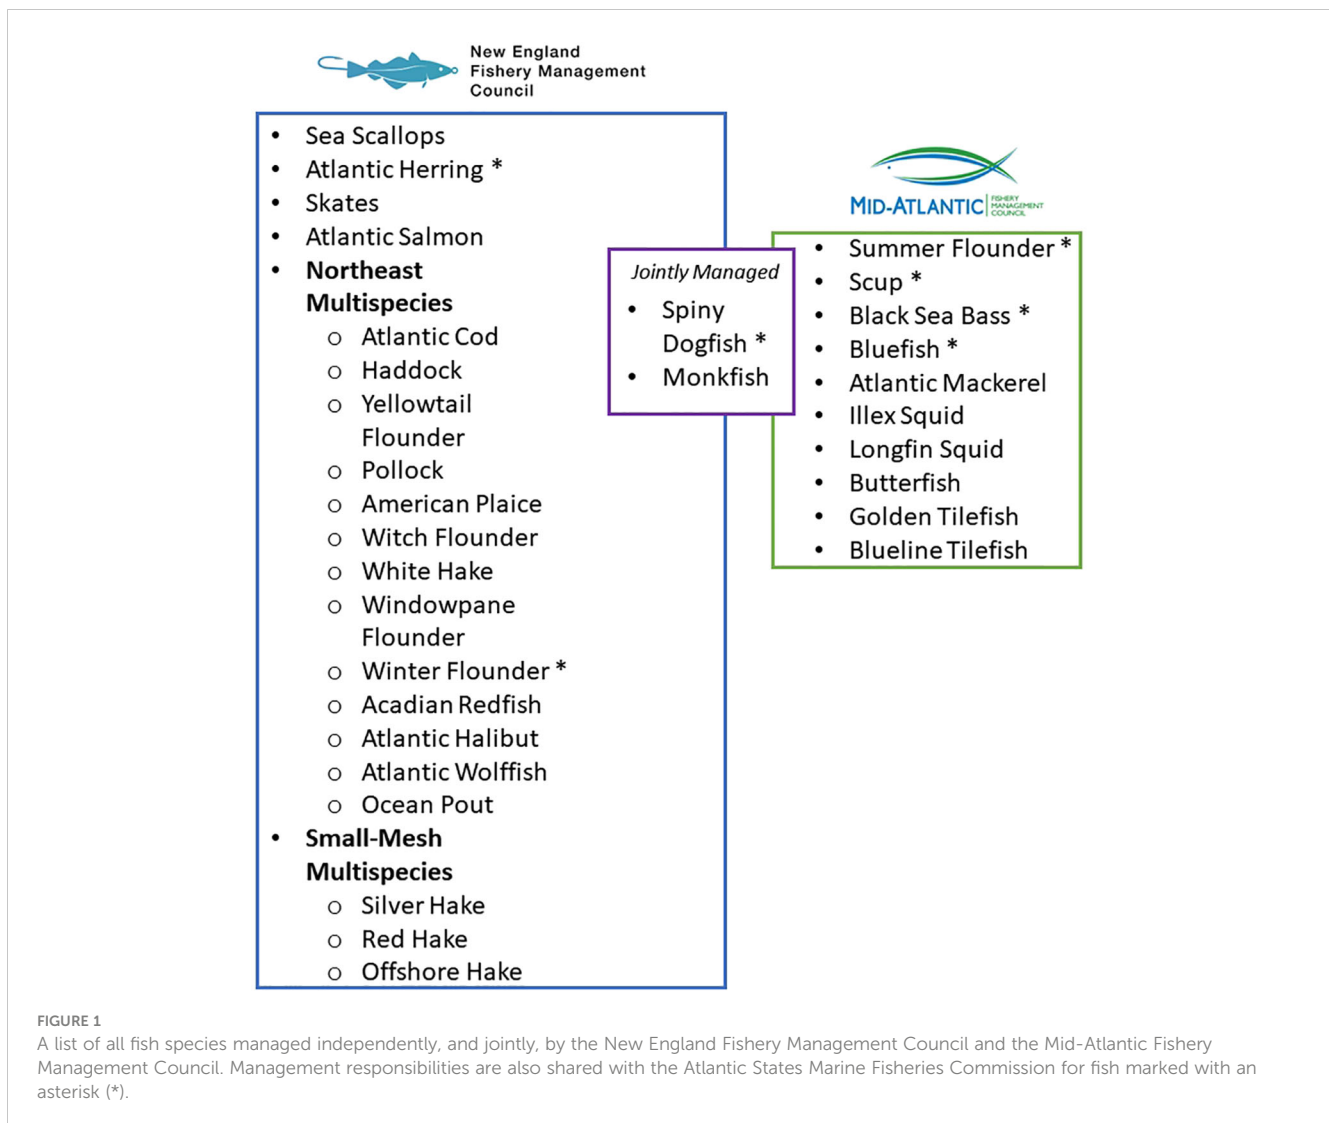 New England
Fishery Management
Council
• Sea Scallops
• Atlantic Herring *
• Skates
• Atlantic Salmon
• Northeast
Multispecies
o Atlantic Cod
o Haddock
o Yellowtail
Flounder
o Pollock
o American Plaice
o Witch Flounder
o White Hake
o Windowpane
Flounder
o Winter Flounder *
o Acadian Redfish
o Atlantic Halibut
o Atlantic Wolffish
o Ocean Pout
• Small-Mesh
Multispecies
o Silver Hake
o Red Hake
o Offshore Hake
Jointly Managed
• Spiny
Dogfish *
• Monkfish
MID-ATLANTIC
FISHERY
MANAGEMENT
COUNCIL
• Summer Flounder *
• Scup *
• Black Sea Bass *
• Bluefish *
• Atlantic Mackerel
• Illex Squid
• Longfin Squid
• Butterfish
• Golden Tilefish
• Blueline Tilefish
FIGURE 1
A list of all fish species managed independently, and jointly, by the New England Fishery Management Council and the Mid-Atlantic Fishery
Management Council. Management responsibilities are also shared with the Atlantic States Marine Fisheries Commission for fish marked with an
asterisk (*).